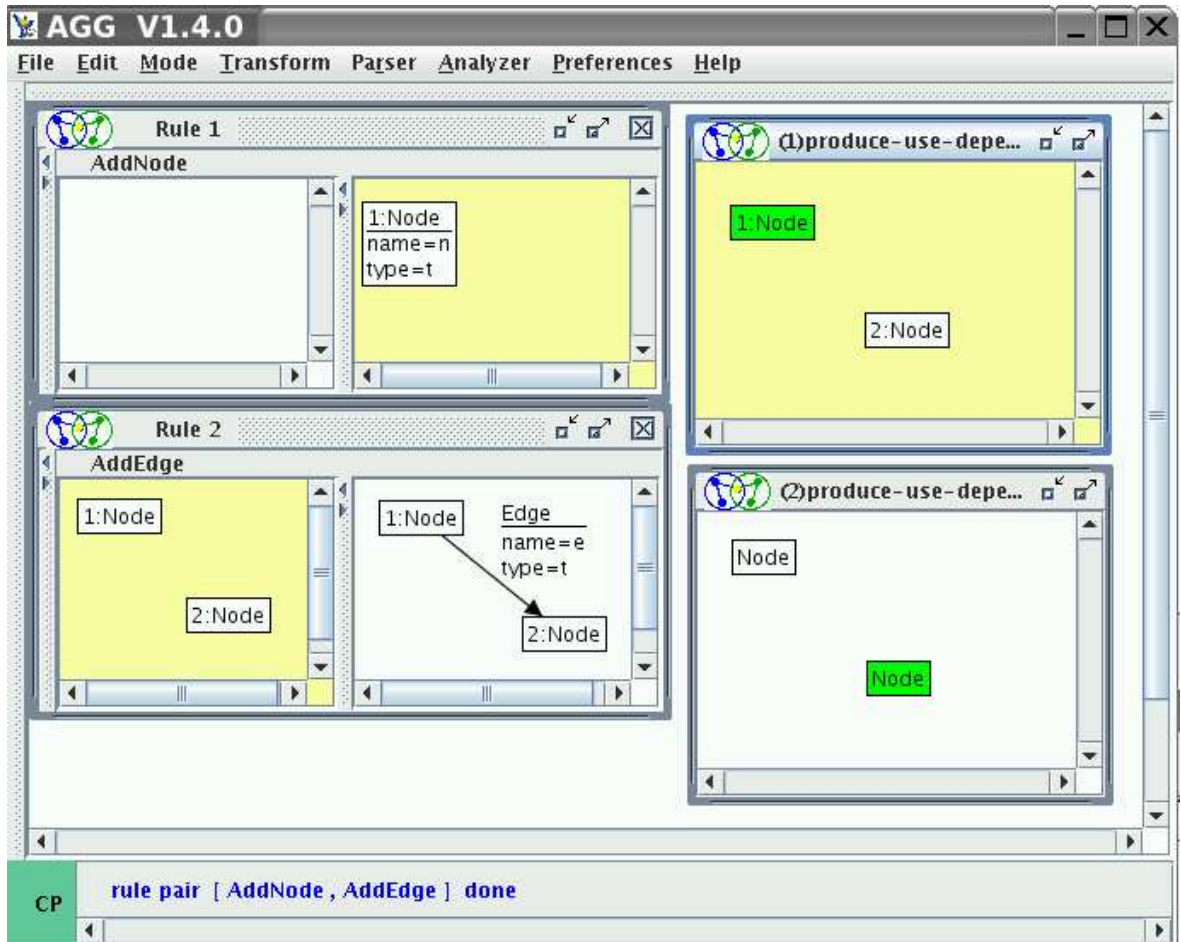 AGG V1.4.0
File Edit Mode Transform Parser Analyzer Preferences Help
Rule 1
AddNode
1:Node
name=n
type=t
Rule 2
AddEdge
1:Node
2:Node
1:Node
Edge
name=e
type=t
2:Node
(1)produce-use-depe...
1:Node
2:Node
(2)produce-use-depe...
Node
Node
CP
rule pair [ AddNode , AddEdge ] done